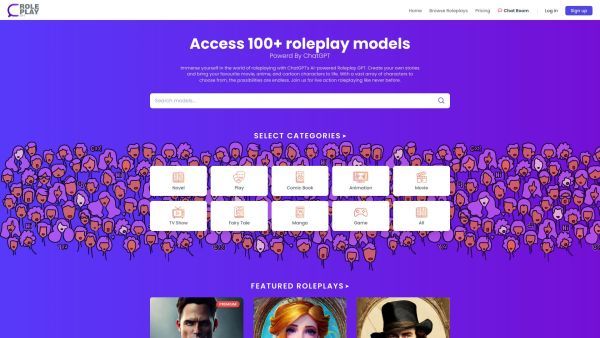 ROLE
PLAY
Home
Browse Roleplays
Pricing
Chat Room
Log in
Sign up
Access 100+ roleplay models
Powerd By ChatGPT
Immerse yourself in the world of roleplaying with ChatGPT's AI-powered Roleplay GPT. Create your own stories
and bring your favourite movie, anime, and cartoon characters to life. With a vast array of characters to
choose from, the possibilities are endless, Join us for live action roleplaying like never before.
Search models...
SELECT CATEGORIES
Novel
Play
Comic Book
Animation
Movie
TV Show
Fairy Tale
Manga
Game
All
FEATURED ROLEPLAYS
PREMIUM